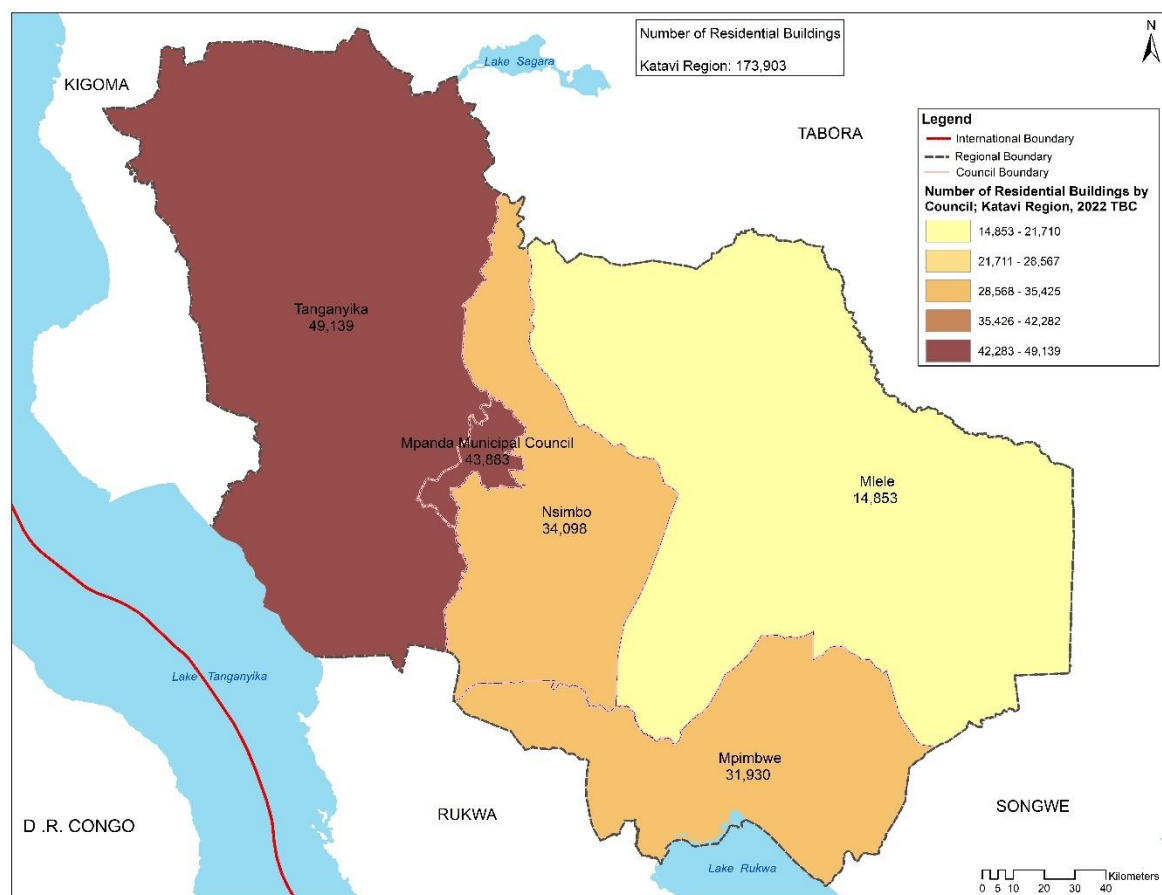 Number of Residential Buildings
Katavi Region: 173,903
N
Lake Sagara
KIGOMA
TABORA
Legend
International Boundary
Regional Boundary
Council Boundary
Number of Residential Buildings by
Council; Katavi Region, 2022 TBC
14,853 - 21,710
21,711 - 28,567
28,568 - 35,425
35,426 - 42,282
42,283 - 49,139
Tanganyika
49,139
Mpanda Municipal Council
43,883
Mlele
14,853
Nsimbo
34,098
Lake Tanganyika
Mpimbwe
31,930
RUKWA
SONGWE
D .R. CONGO
Lake Rukwa
Kilometers
0 5 10 20 30 40